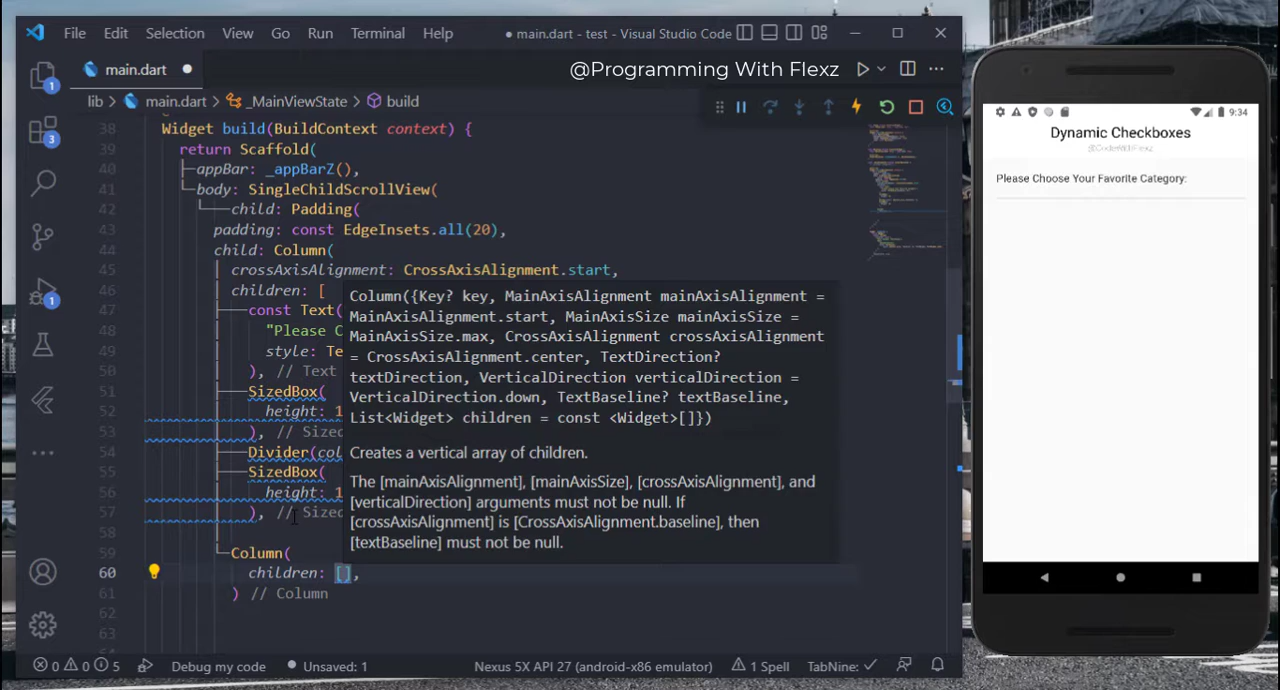 File Edit Selection View Go Run Terminal Help ● main.dart - test - Visual Studio Code
main.dart ●
@Programming With Flexz
lib > main.dart > _MainViewState > build
38 Widget build(BuildContext context) {
39 return Scaffold(
40 appBar: _appBarZ(),
41 body: SingleChildScrollView(
42 child: Padding(
43 padding: const EdgeInsets.all(20),
44 child: Column(
45 crossAxisAlignment: CrossAxisAlignment.start,
46 children: [
47 const Text(
48 "Please C
49 style: Te
50 ), // Text
51 SizedBox(
52 height: 1
53 ), // Sized
54 Divider(col
55 SizedBox(
56 height: 1
57 ), // Sized
58
59 Column(
60 children: [],
61 ) // Column
62
63
Column({Key? key, MainAxisAlignment mainAxisAlignment =
MainAxisAlignment.start, MainAxisSize mainAxisSize =
MainAxisSize.max, CrossAxisAlignment crossAxisAlignment
= CrossAxisAlignment.center, TextDirection?
textDirection, VerticalDirection verticalDirection =
VerticalDirection.down, TextBaseline? textBaseline,
List<Widget> children = const <Widget>[]})
Creates a vertical array of children.
The [mainAxisAlignment], [mainAxisSize], [crossAxisAlignment], and
[verticalDirection] arguments must not be null. If
[crossAxisAlignment] is [CrossAxisAlignment.baseline], then
[textBaseline] must not be null.
1
3
1
0 0 5 Debug my code ● Unsaved: 1 Nexus 5X API 27 (android-x86 emulator) 1 Spell TabNine: ✓
9:34
Dynamic Checkboxes
@CoderWithFlexz
Please Choose Your Favorite Category: